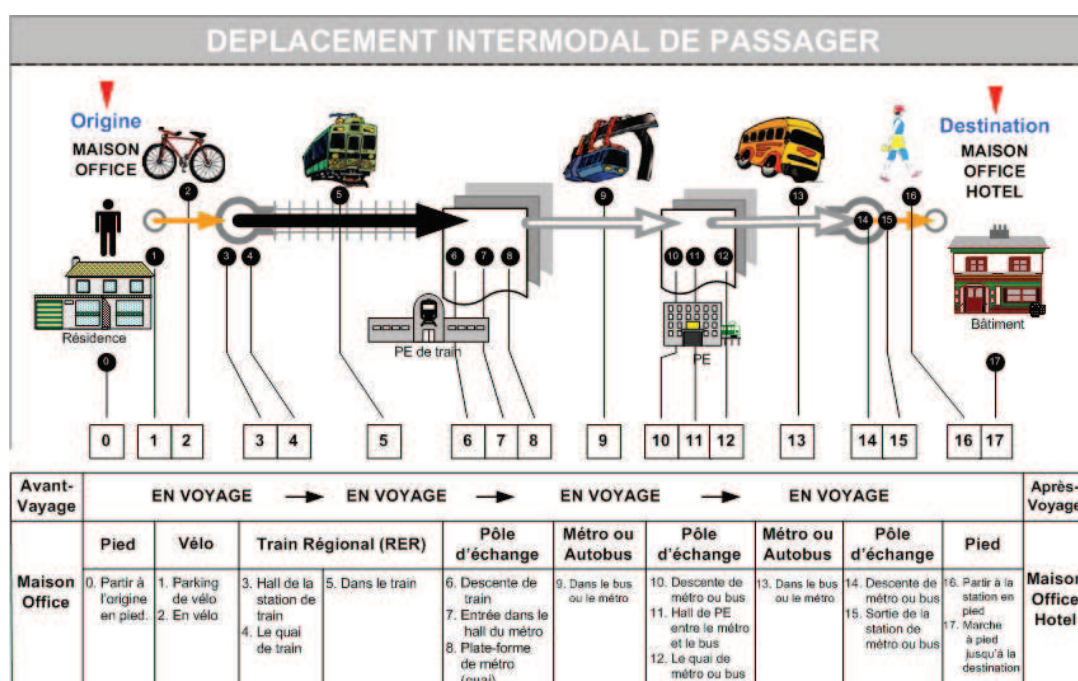 DEPLACEMENT INTERMODAL DE PASSAGER
Origine
MAISON
OFFICE
Destination
MAISON
OFFICE
HOTEL
2
5
9
13
16
14
15
1
3
4
6
7
8
10
11
12
Résidence
PE de train
PE
Bâtiment
0
17
0
1
2
3
4
5
6
7
8
9
10
11
12
13
14
15
16
17
Avant-
Vayage
EN VOYAGE
EN VOYAGE
EN VOYAGE
EN VOYAGE
Après-
Voyage
Maison
Office
Pied
0. Partir à
l'origine
en pied.
Vélo
1. Parking
de vélo
2. En vélo
Train Régional (RER)
3. Hall de la
station de
train
4. Le quai
de train
5. Dans le train
Pôle
d'échange
6. Descente de
train
7. Entrée dans le
hall du métro
8. Plate-forme
de métro
(quai)
Métro ou
Autobus
9. Dans le bus
ou le métro
Pôle
d'échange
10. Descente de
métro ou bus
11. Hall de PE
entre le métro
et le bus
12. Le quai de
métro ou bus
Métro ou
Autobus
13. Dans le bus
ou le métro
Pôle
d'échange
14. Descente de
métro ou bus
15. Sortie de la
station de
métro ou bus
Pied
16. Partir à la
station en
pied
17. Marche
à pied
jusqu'à la
destination
Maison
Office
Hotel